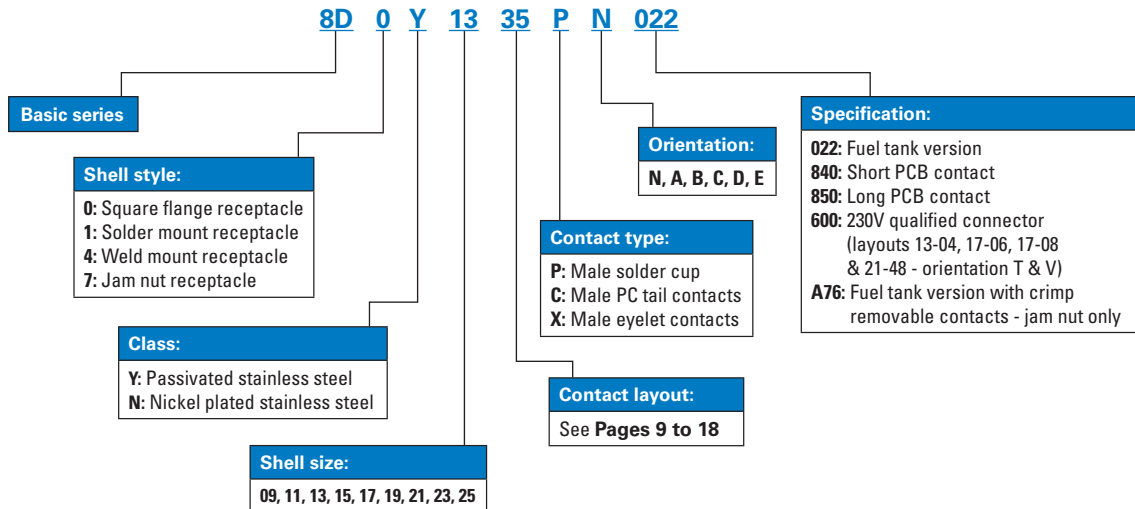 8D 0 Y 13 35 P N 022
Basic series
Shell style:
0: Square flange receptacle
1: Solder mount receptacle
4: Weld mount receptacle
7: Jam nut receptacle
Class:
Y: Passivated stainless steel
N: Nickel plated stainless steel
Shell size:
09, 11, 13, 15, 17, 19, 21, 23, 25
Contact layout:
See Pages 9 to 18
Contact type:
P: Male solder cup
C: Male PC tail contacts
X: Male eyelet contacts
Orientation:
N, A, B, C, D, E
Specification:
022: Fuel tank version
840: Short PCB contact
850: Long PCB contact
600: 230V qualified connector
(layouts 13-04, 17-06, 17-08
& 21-48 - orientation T & V)
A76: Fuel tank version with crimp
removable contacts - jam nut only